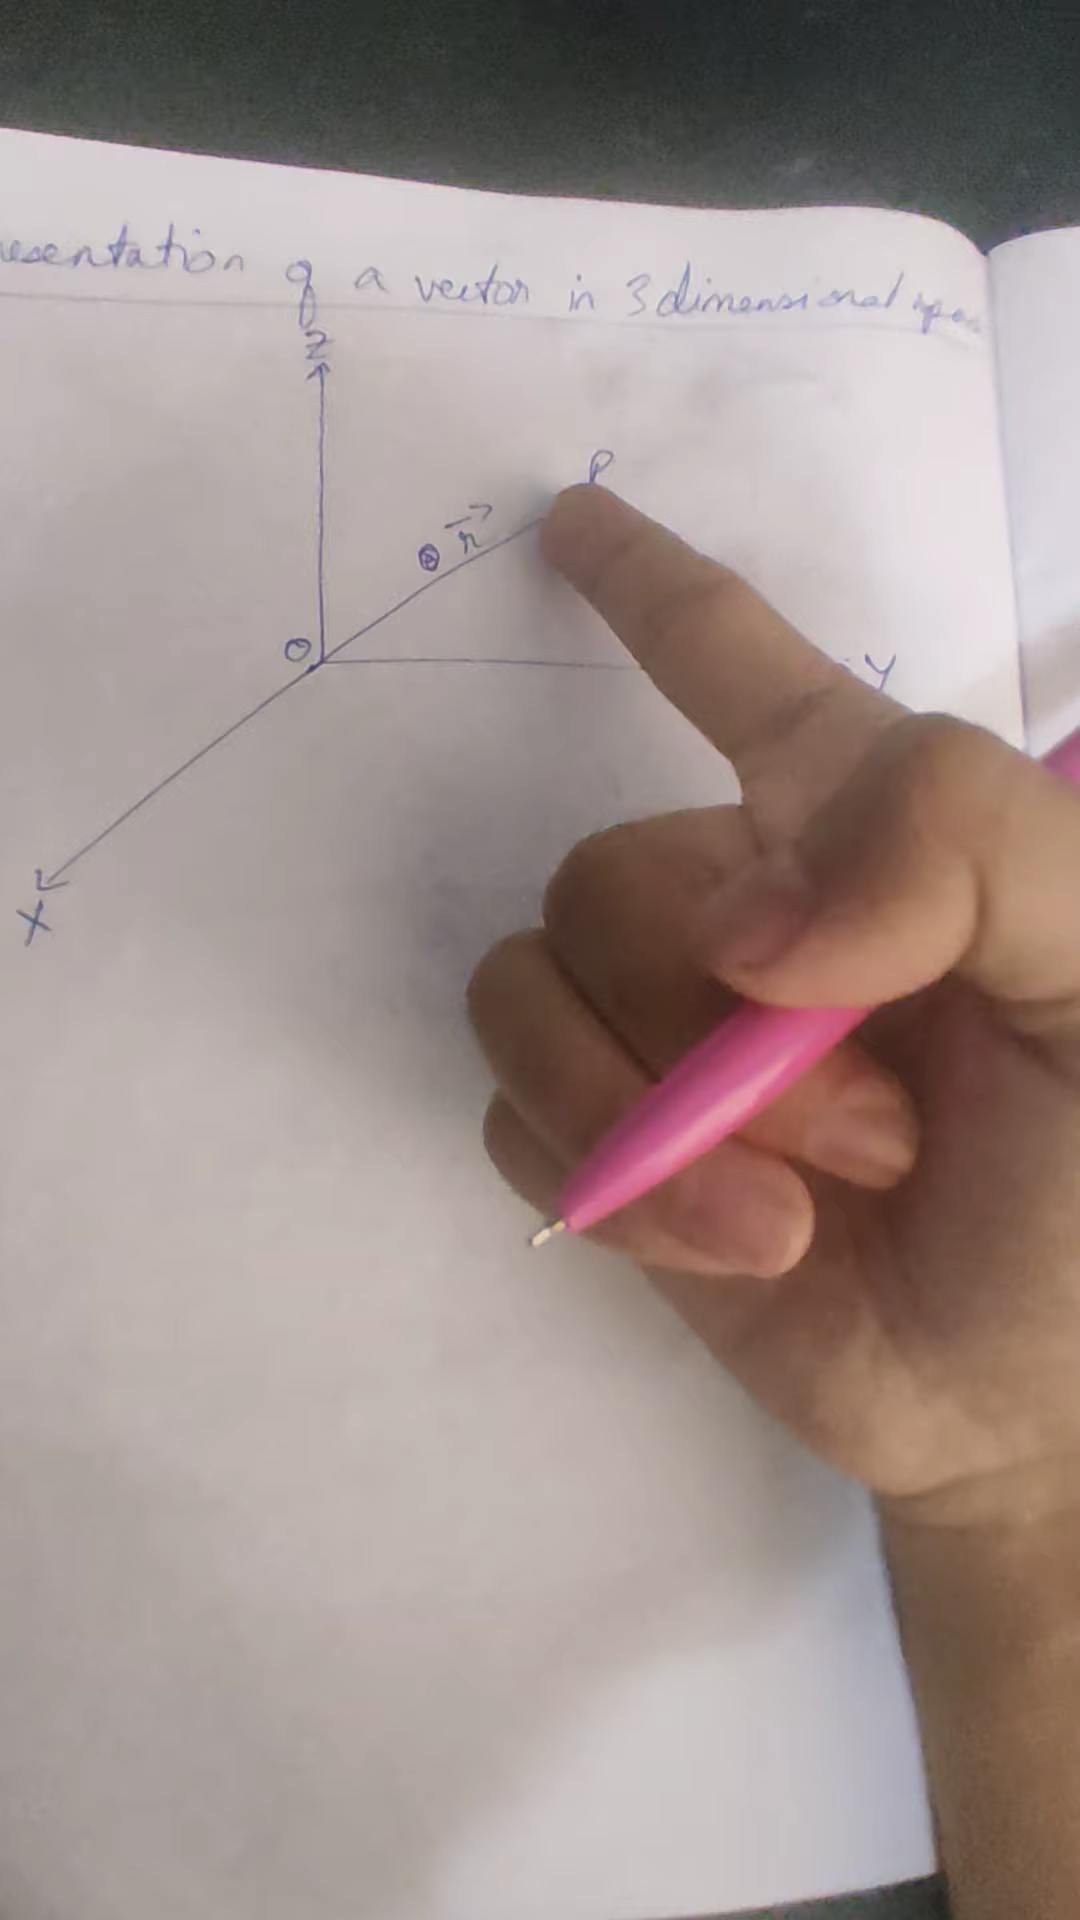 esentation of a vector in 3 dimensional
Z
P
r
O
Y
X